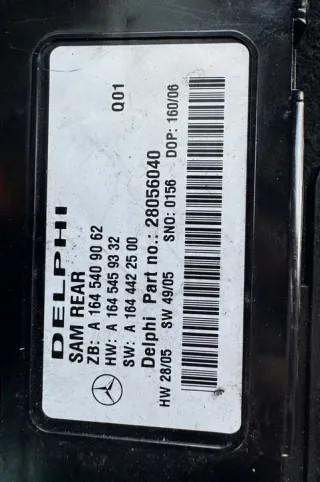 DELPHI
SAM REAR
ZB: A 164 540 90 62
HW: A 164 545 93 32
SW: A 164 442 25 00
Q01
Delphi Part no.: 28056040
HW 28/05 SW 49/05 SNO: 0156 DOP: 160/06